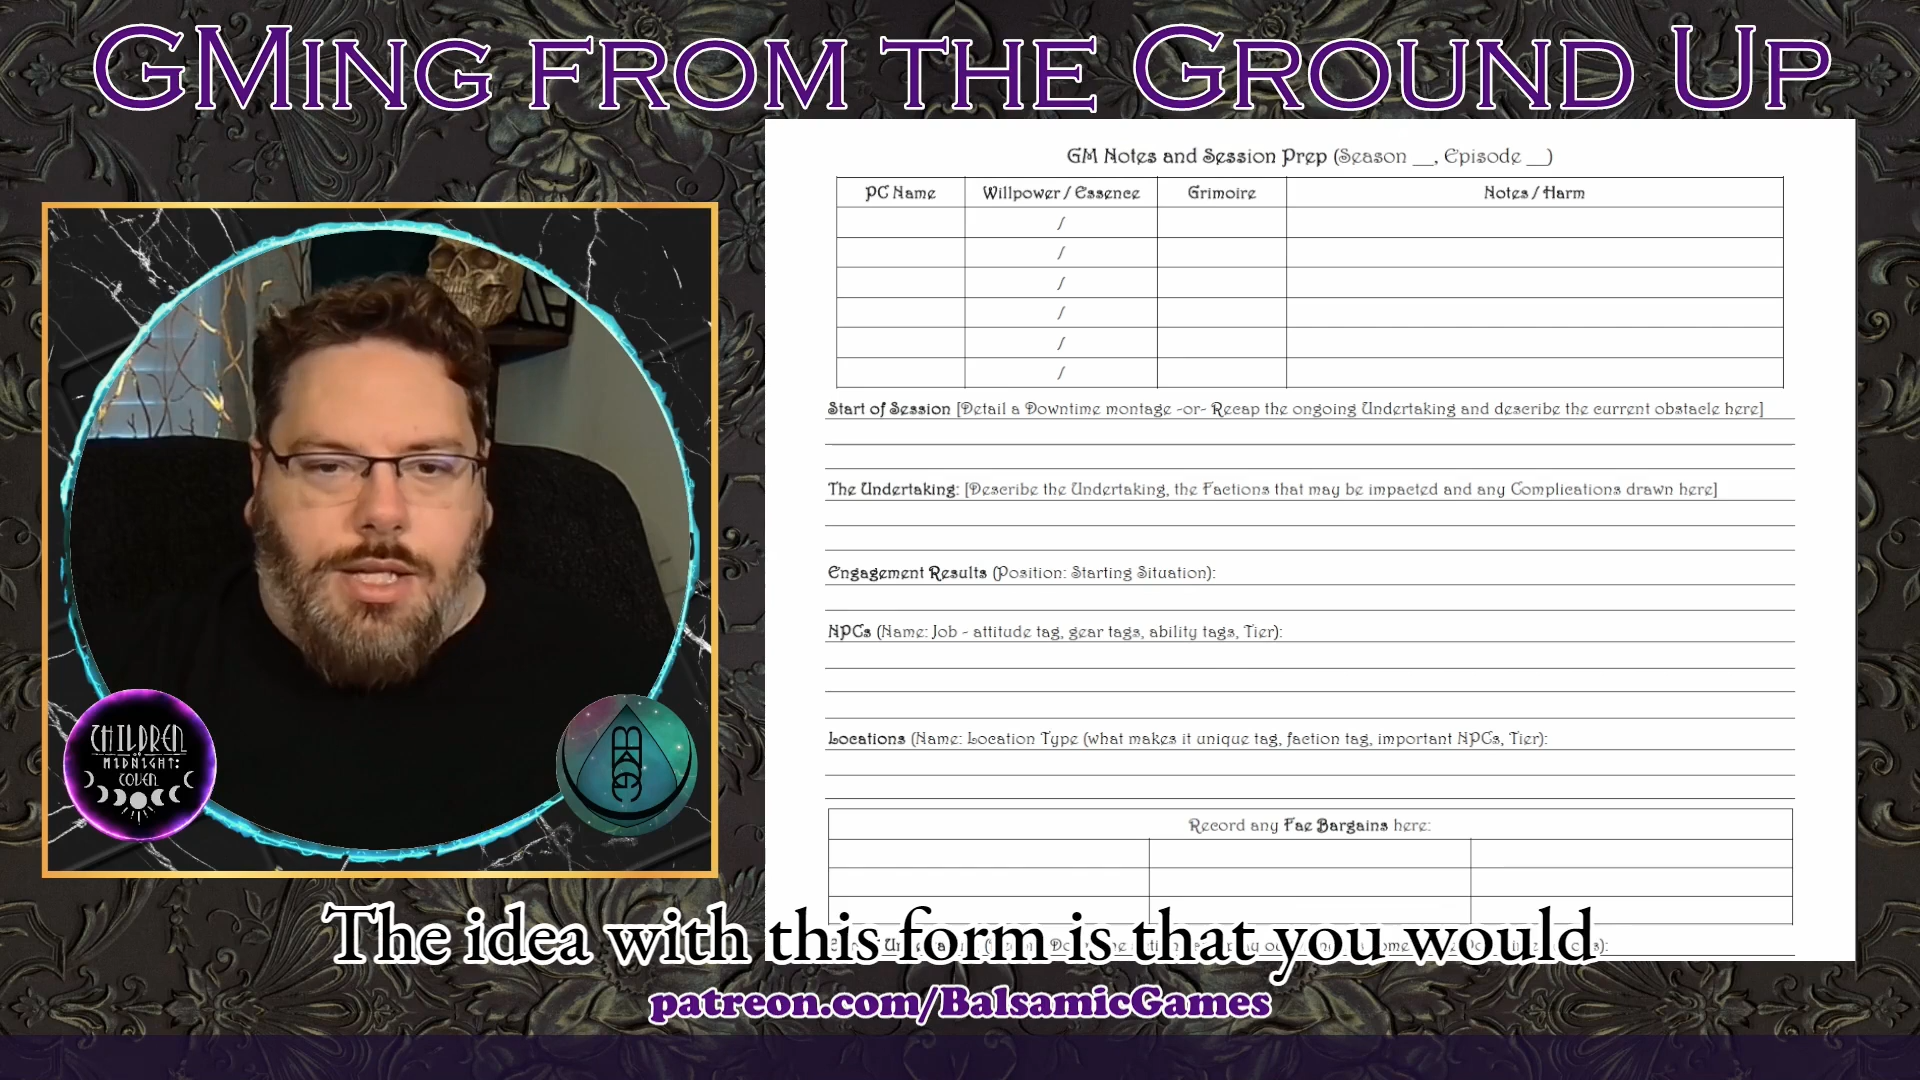 GMing from the Ground Up
GM Notes and Session Prep (Season __, Episode __)
PC Name Willpower / Essence Grimoire Notes / Harm
/
/
/
/
/
/
Start of Session [Detail a Downtime montage -or- Recap the ongoing Undertaking and describe the current obstacle here]
The Undertaking: [Describe the Undertaking, the Factions that may be impacted and any Complications drawn here]
Engagement Results (Position: Starting Situation):
NPCs (Name: Job - attitude tag, gear tags, ability tags, Tier):
Locations (Name: Location Type (what makes it unique tag, faction tag, important NPCs, Tier):
Record any Fae Bargains here:
CHILDREN
OF
MIDNIGHT:
COVEN
BAGC
The idea with this form is that you would
patreon.com/BalsamicGames